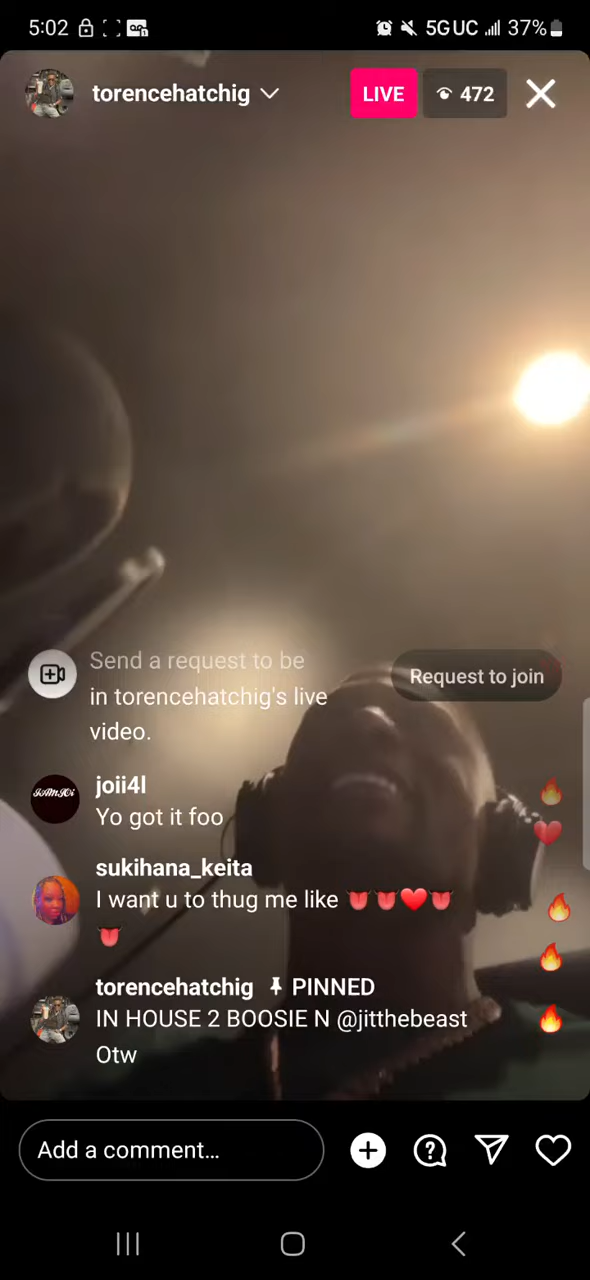 5:02 5GUC 37%
torencehatchig LIVE 472
Send a request to be
in torencehatchig's live
video.
Request to join
joii4l
Yo got it foo
sukihana_keita
I want u to thug me like 👅👅❤️👅
👅
torencehatchig PINNED
IN HOUSE 2 BOOSIE N @jitthebeast
Otw
Add a comment...